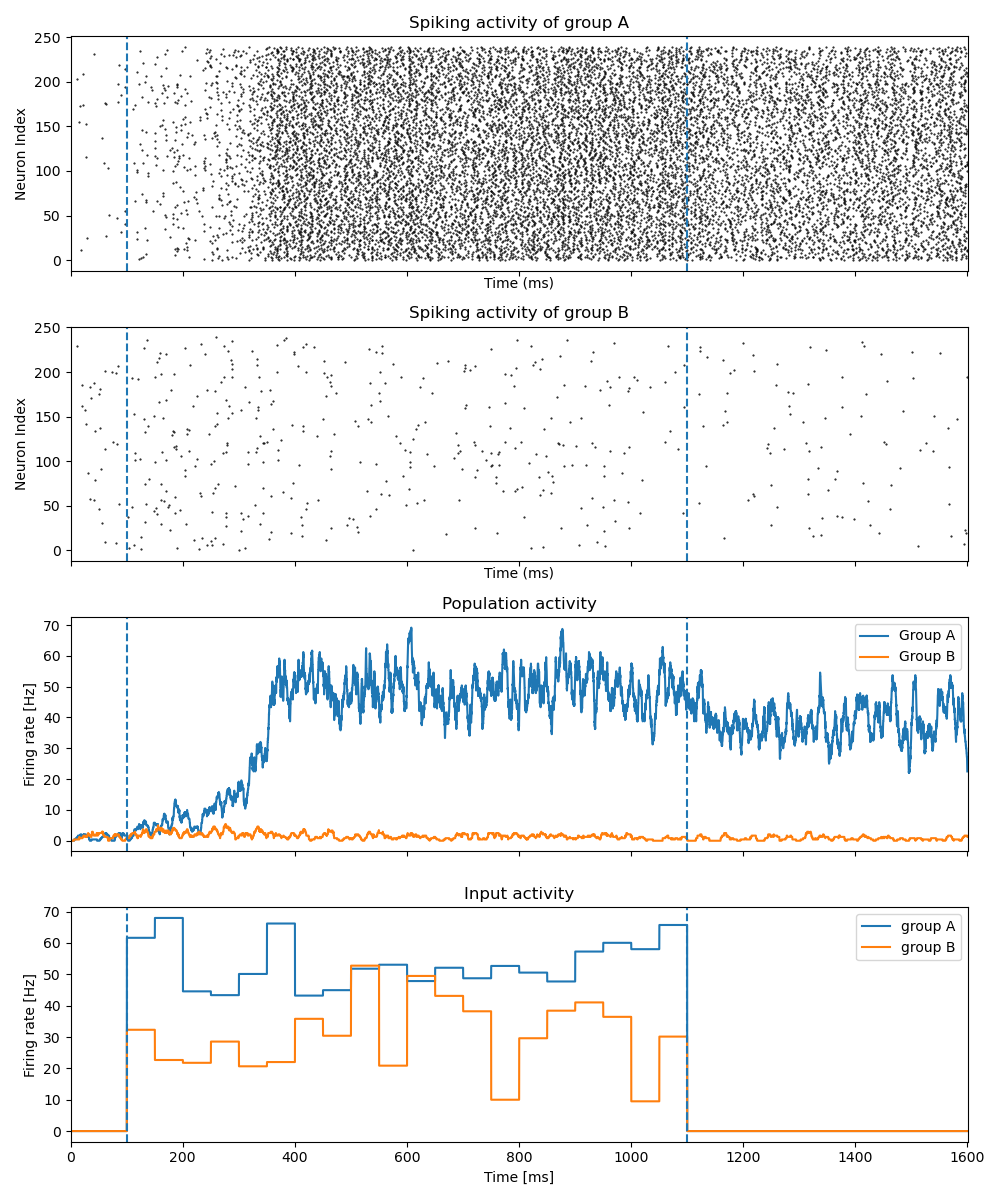 Spiking activity of group A
250
200
150
100
50
0
Neuron Index
Time (ms)
Spiking activity of group B
250
200
150
100
50
0
Neuron Index
Time (ms)
Population activity
70
60
50
40
30
20
10
0
Firing rate [Hz]
Group A
Group B
Input activity
70
60
50
40
30
20
10
0
Firing rate [Hz]
group A
group B
0 200 400 600 800 1000 1200 1400 1600
Time [ms]